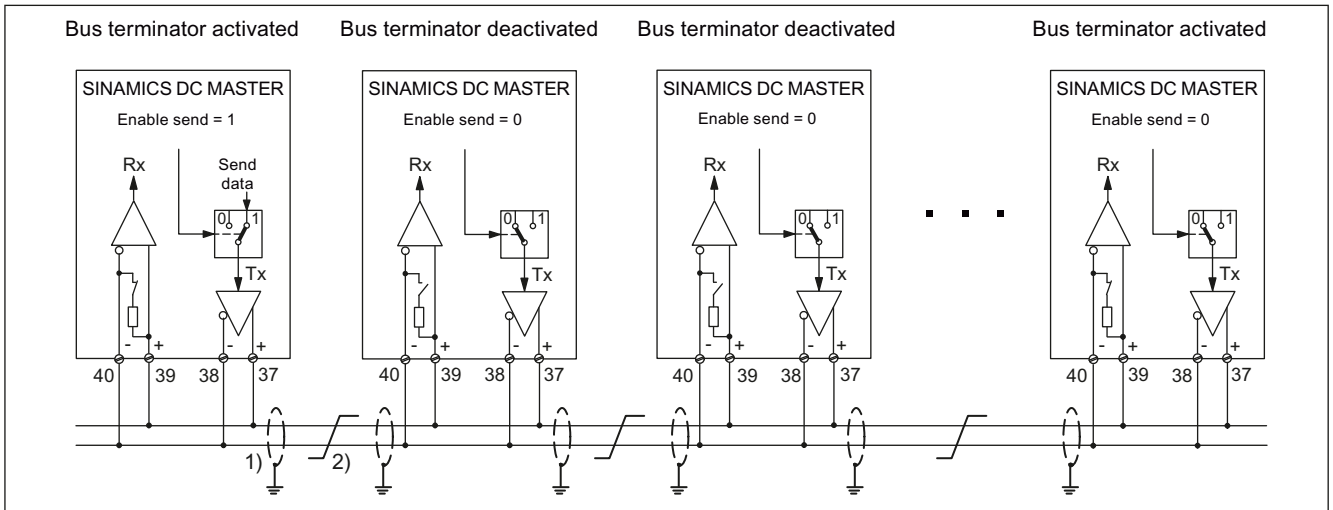 Bus terminator activated
Bus terminator deactivated
Bus terminator deactivated
Bus terminator activated
SINAMICS DC MASTER
SINAMICS DC MASTER
SINAMICS DC MASTER
SINAMICS DC MASTER
Enable send = 1
Enable send = 0
Enable send = 0
Enable send = 0
Rx
Send
data
Rx
Rx
Rx
0 1
0 1
0 1
0 1
Tx
Tx
Tx
Tx
- + - +
- + - +
- + - +
- + - +
40 39 38 37
40 39 38 37
40 39 38 37
40 39 38 37
1) 2)